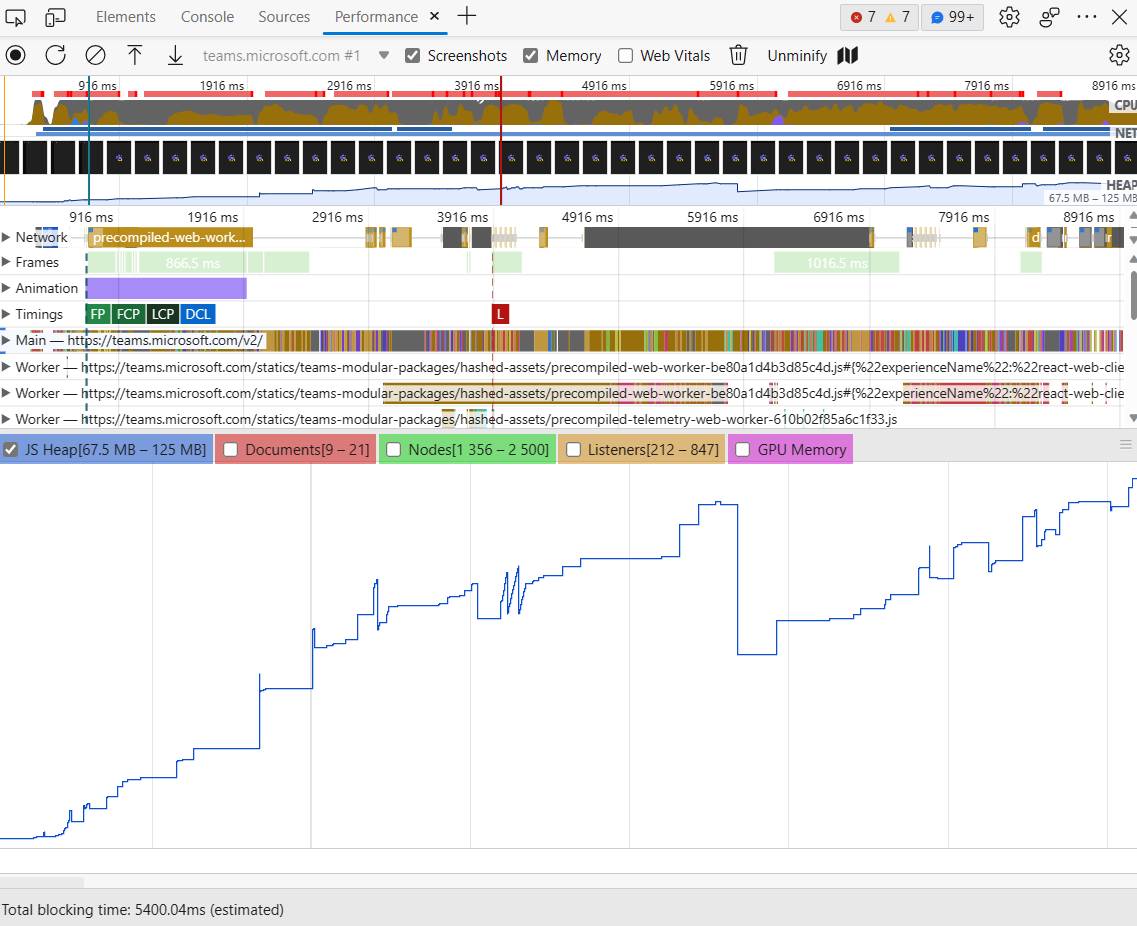 Elements Console Sources Performance × + 7 7 99+
teams.microsoft.com #1 Screenshots Memory Web Vitals Unminify
916 ms 1916 ms 2916 ms 3916 ms 4916 ms 5916 ms 6916 ms 7916 ms 8916 ms
CPU
NET
HEAP
67.5 MB – 125 MB
916 ms 1916 ms 2916 ms 3916 ms 4916 ms 5916 ms 6916 ms 7916 ms 8916 ms
Network precompiled-web-work... d r
Frames 866.5 ms 1016.5 ms
Animation
Timings FP FCP LCP DCL L
Main — https://teams.microsoft.com/v2/
Worker — https://teams.microsoft.com/statics/teams-modular-packages/hashed-assets/precompiled-web-worker-be80a1d4b3d85c4d.js#{%22experienceName%22:%22react-web-clie
Worker — https://teams.microsoft.com/statics/teams-modular-packages/hashed-assets/precompiled-web-worker-be80a1d4b3d85c4d.js#{%22experienceName%22:%22react-web-clie
Worker — https://teams.microsoft.com/statics/teams-modular-packages/hashed-assets/precompiled-telemetry-web-worker-610b02f85a6c1f33.js
JS Heap[67.5 MB – 125 MB] Documents[9 – 21] Nodes[1 356 – 2 500] Listeners[212 – 847] GPU Memory
Total blocking time: 5400.04ms (estimated)